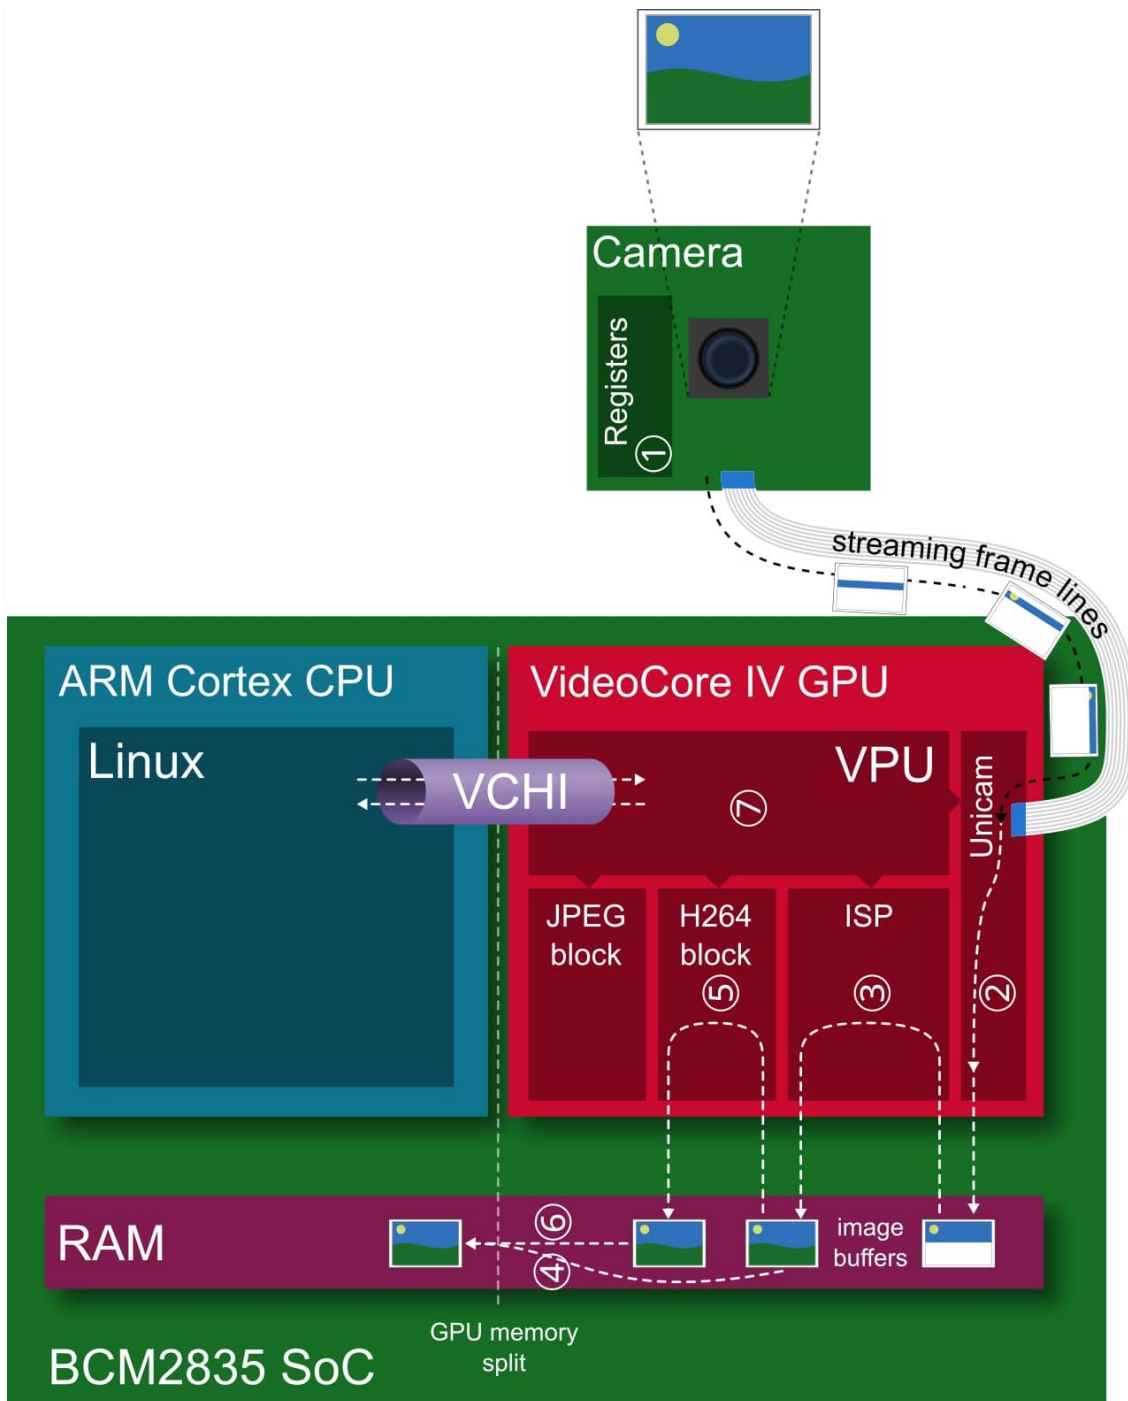 Camera
Registers
①
streaming frame lines
ARM Cortex CPU
VideoCore IV GPU
Linux
VCHI
VPU
⑦
Unicam
②
JPEG
block
H264
block
⑤
ISP
③
RAM
⑥
④
image
buffers
GPU memory
split
BCM2835 SoC